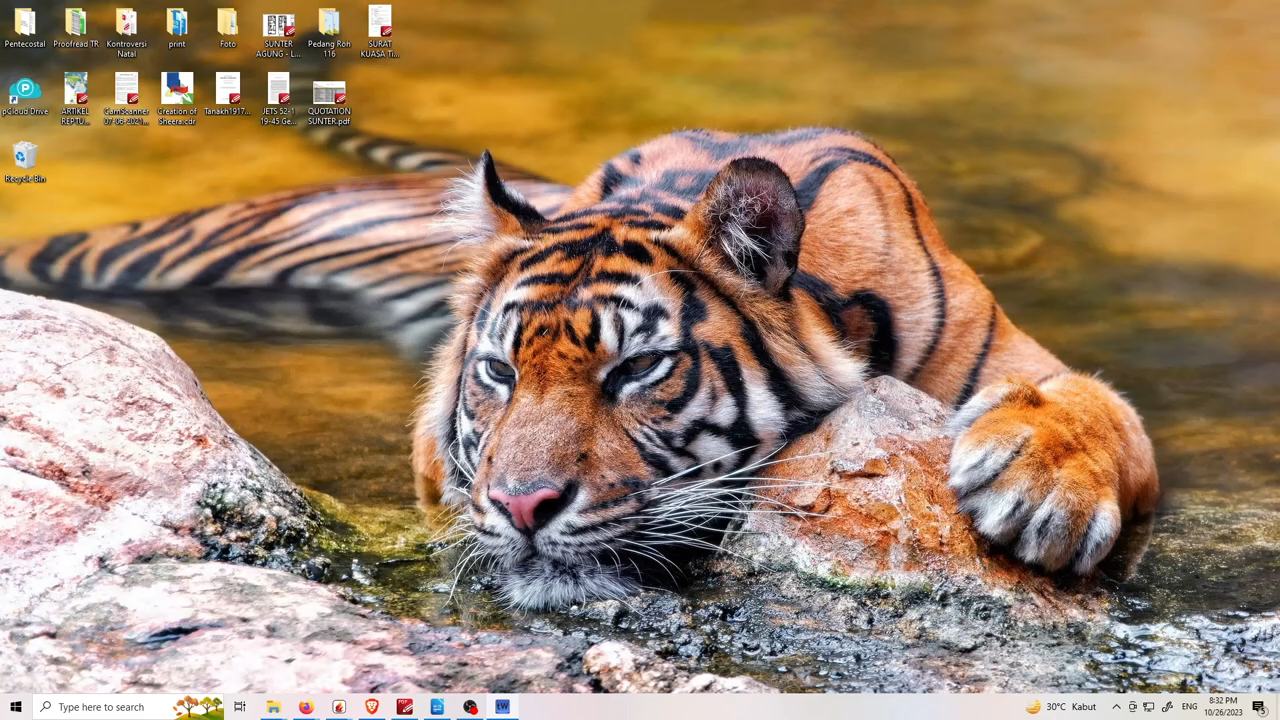 Pentecostal
Proofread TR
Kontroversi Natal
print
Foto
SUNTER AGUNG - L...
Pedang Roh 116
SURAT KUASA Ti...
pCloud Drive
ARTIKEL REPTU...
CamScanner 07-06-2021...
Creation of Sheera.cdr
Tanakh1917...
JETS 52-1 19-45 Ge...
QUOTATION SUNTER.pdf
Recycle Bin
Type here to search
30°C Kabut
ENG
8:32 PM
10/26/2023